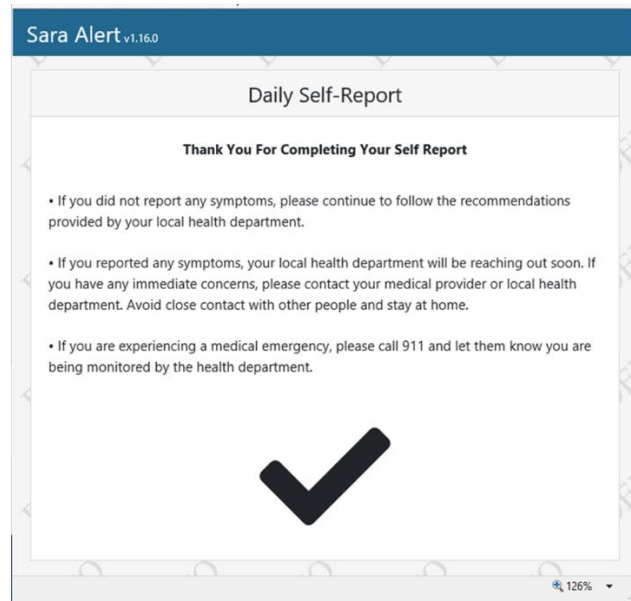 Sara Alert v1.16.0
Daily Self-Report
Thank You For Completing Your Self Report
• If you did not report any symptoms, please continue to follow the recommendations
provided by your local health department.
• If you reported any symptoms, your local health department will be reaching out soon. If
you have any immediate concerns, please contact your medical provider or local health
department. Avoid close contact with other people and stay at home.
• If you are experiencing a medical emergency, please call 911 and let them know you are
being monitored by the health department.
126%